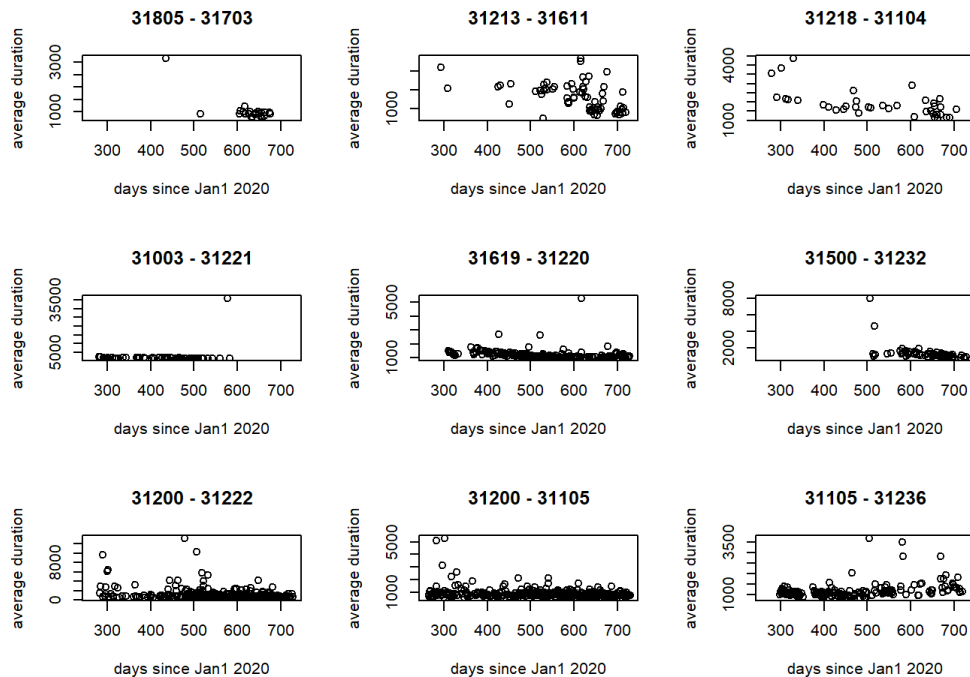 31805 - 31703
31213 - 31611
31218 - 31104
average duration
1000 3000
300 400 500 600 700
days since Jan1 2020
average duration
1000
300 400 500 600 700
days since Jan1 2020
average duration
1000 4000
300 400 500 600 700
days since Jan1 2020
31003 - 31221
31619 - 31220
31500 - 31232
average duration
5000 35000
300 400 500 600 700
days since Jan1 2020
average duration
1000 5000
300 400 500 600 700
days since Jan1 2020
average duration
2000 8000
300 400 500 600 700
days since Jan1 2020
31200 - 31222
31200 - 31105
31105 - 31236
average duration
0 8000
300 400 500 600 700
days since Jan1 2020
average duration
1000 5000
300 400 500 600 700
days since Jan1 2020
average duration
1000 3500
300 400 500 600 700
days since Jan1 2020